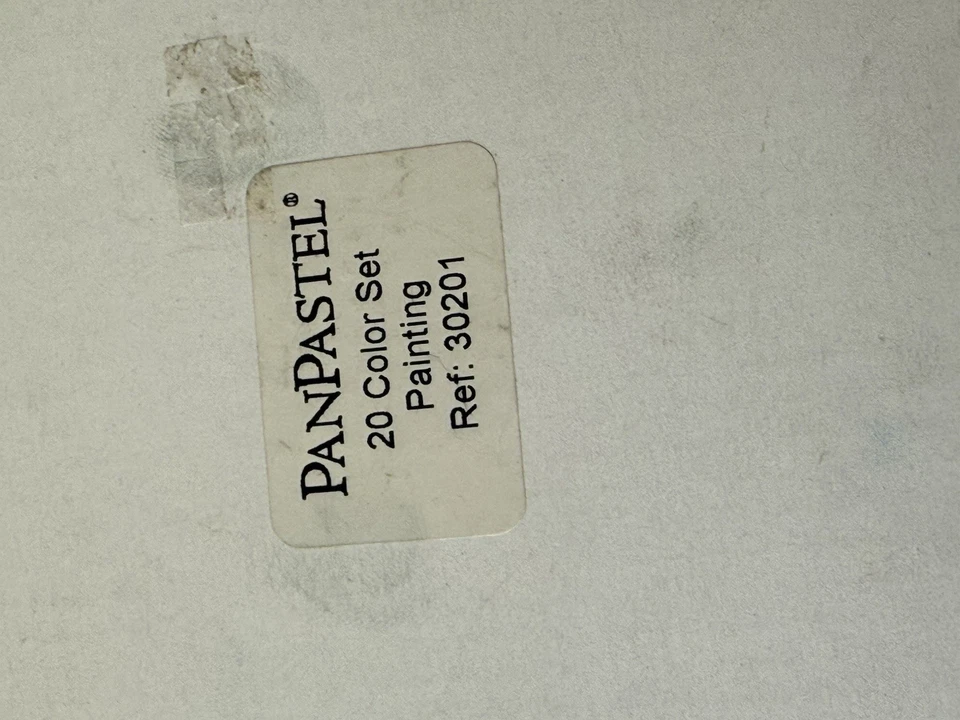 PANPASTEL®
20 Color Set
Painting
Ref: 30201